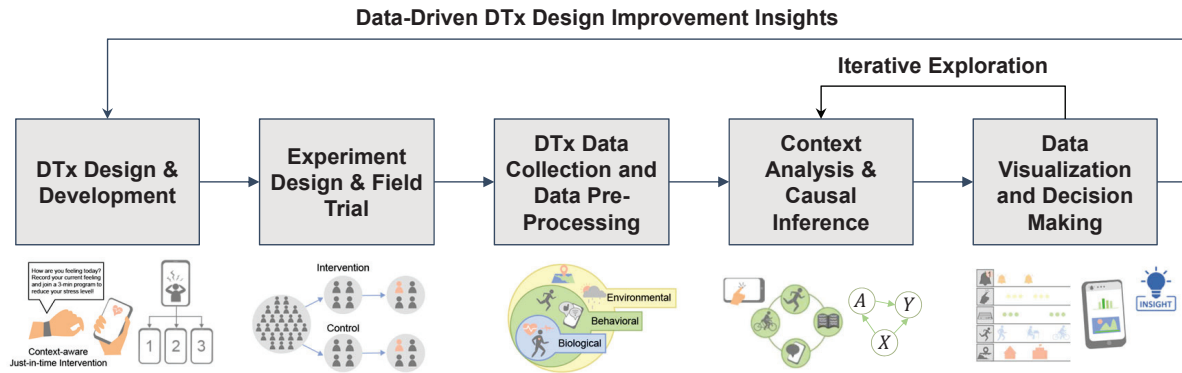 Data-Driven DTx Design Improvement Insights
Iterative Exploration
DTx Design &
Development
Experiment
Design & Field
Trial
DTx Data
Collection and
Data Pre-
Processing
Context
Analysis &
Causal
Inference
Data
Visualization
and Decision
Making
How are you feeling today?
Record your current feeling
and join a 3-min program to
reduce your stress level!
1 2 3
Context-aware
Just-in-time Intervention
Intervention
Control
Environmental
Behavioral
Biological
A
Y
X
INSIGHT